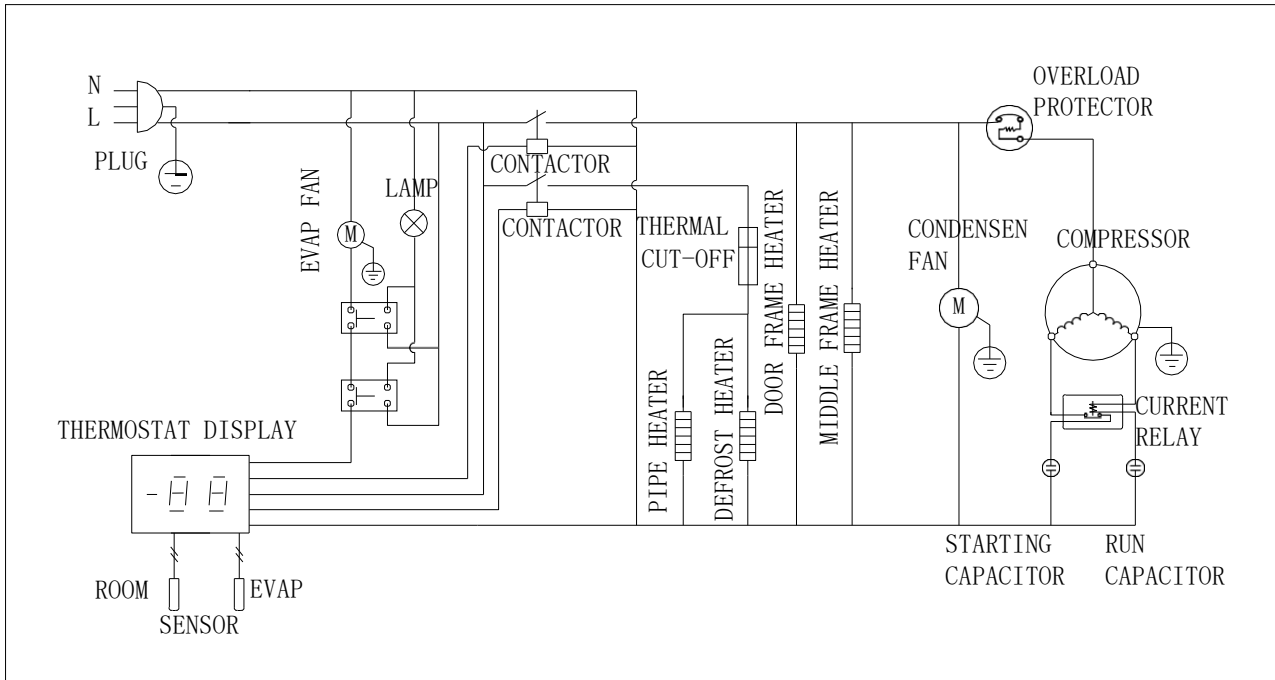 N
L
PLUG
OVERLOAD
PROTECTOR
CONTACTOR
LAMP
EVAP FAN
M
CONTACTOR
THERMAL
CUT-OFF
DOOR FRAME HEATER
MIDDLE FRAME HEATER
CONDENSEN
FAN
M
COMPRESSOR
PIPE HEATER
DEFROST HEATER
CURRENT
RELAY
THERMOSTAT DISPLAY
-88
STARTING
CAPACITOR
RUN
CAPACITOR
ROOM
EVAP
SENSOR